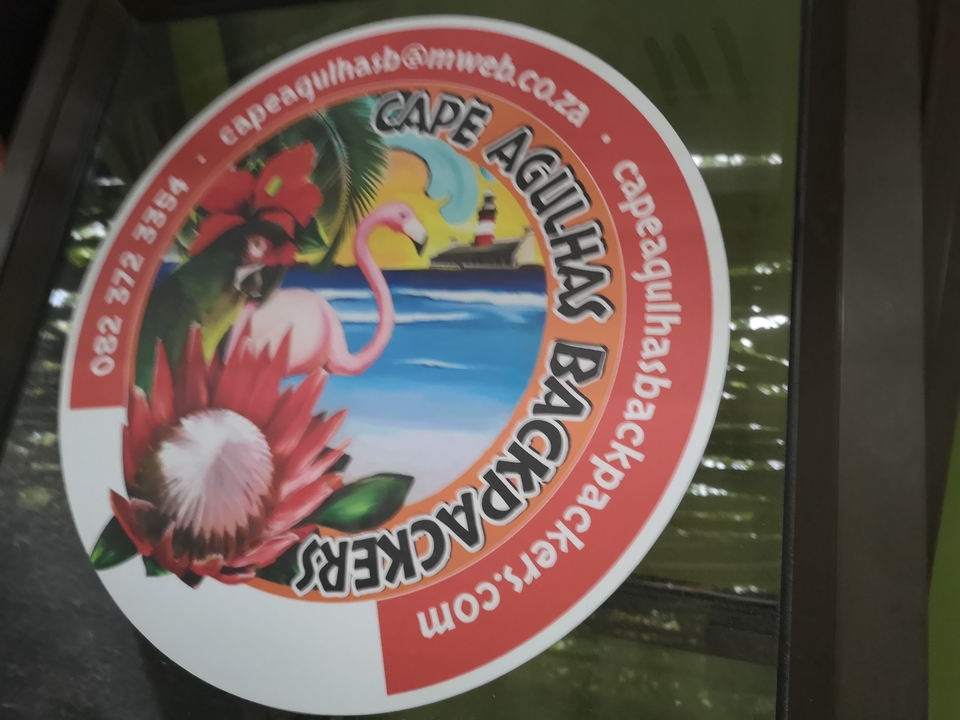 CAPE AGULHAS BACKPACKERS
082 372 3354 · capeagulhasb@mweb.co.za · capeagulhasbackpackers.com